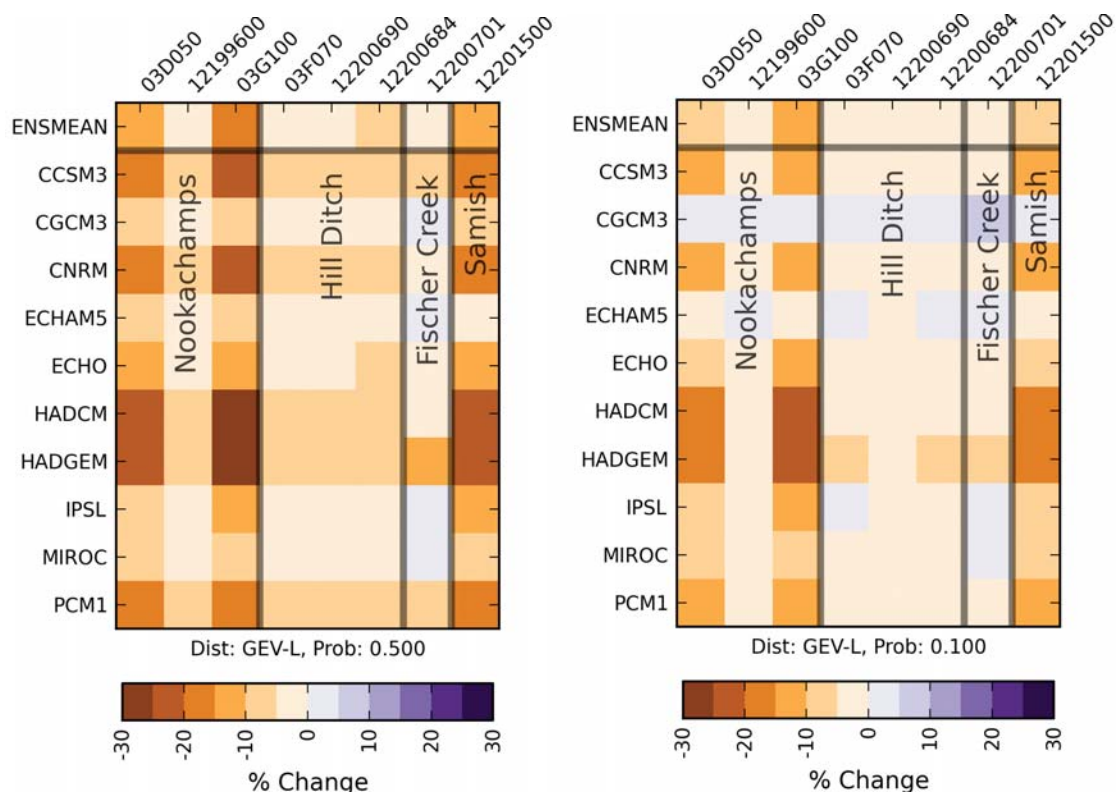 03D050
12199600
03G100
03F070
12200690
12200684
12200701
12201500
ENSMEAN
CCSM3
CGCM3
CNRM
ECHAM5
ECHO
HADCM
HADGEM
IPSL
MIROC
PCM1
Nookachamps
Hill Ditch
Fischer Creek
Samish
Dist: GEV-L, Prob: 0.500
-30
-20
-10
0
10
20
30
% Change
03D050
12199600
03G100
03F070
12200690
12200684
12200701
12201500
ENSMEAN
CCSM3
CGCM3
CNRM
ECHAM5
ECHO
HADCM
HADGEM
IPSL
MIROC
PCM1
Nookachamps
Hill Ditch
Fischer Creek
Samish
Dist: GEV-L, Prob: 0.100
-30
-20
-10
0
10
20
30
% Change